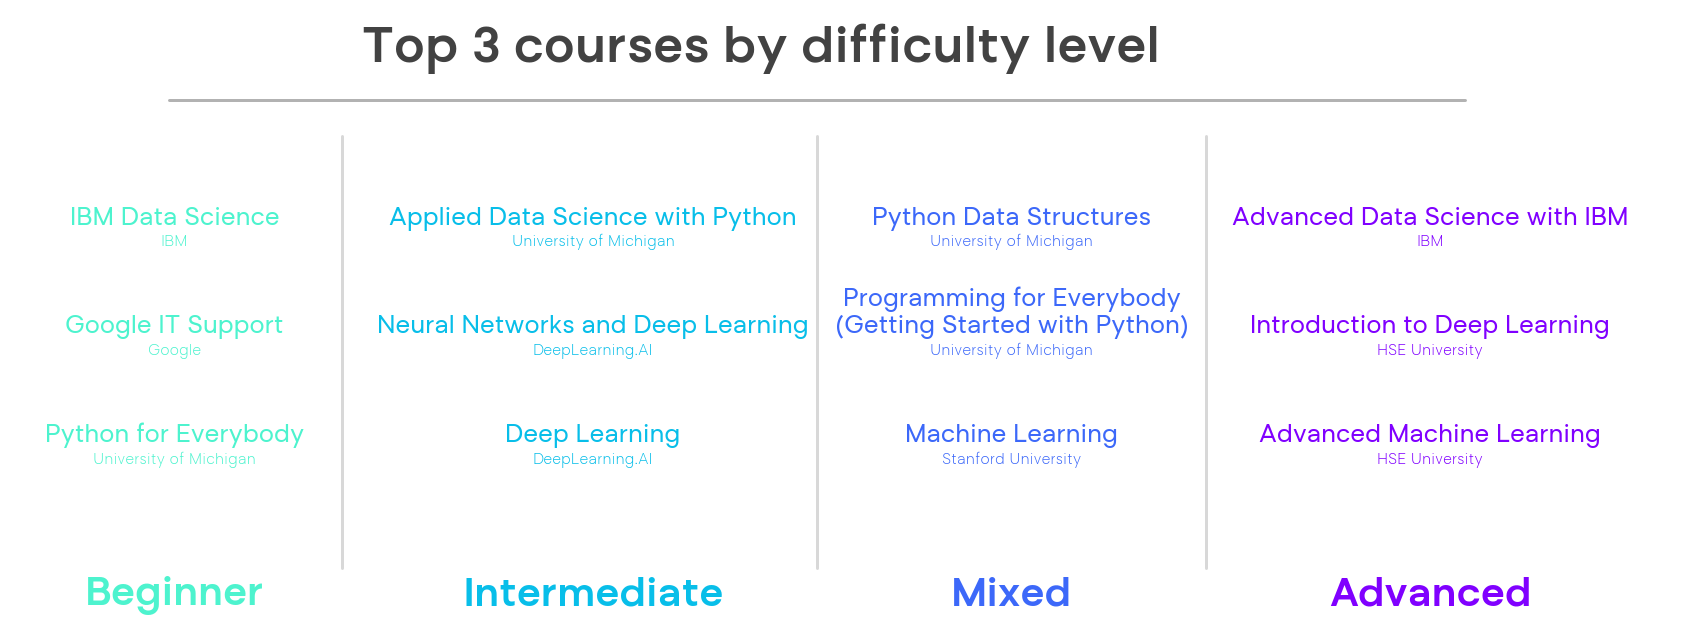 Top 3 courses by difficulty level
IBM Data Science
IBM
Google IT Support
Google
Python for Everybody
University of Michigan
Beginner
Applied Data Science with Python
University of Michigan
Neural Networks and Deep Learning
DeepLearning.AI
Deep Learning
DeepLearning.AI
Intermediate
Python Data Structures
University of Michigan
Programming for Everybody
(Getting Started with Python)
University of Michigan
Machine Learning
Stanford University
Mixed
Advanced Data Science with IBM
IBM
Introduction to Deep Learning
HSE University
Advanced Machine Learning
HSE University
Advanced